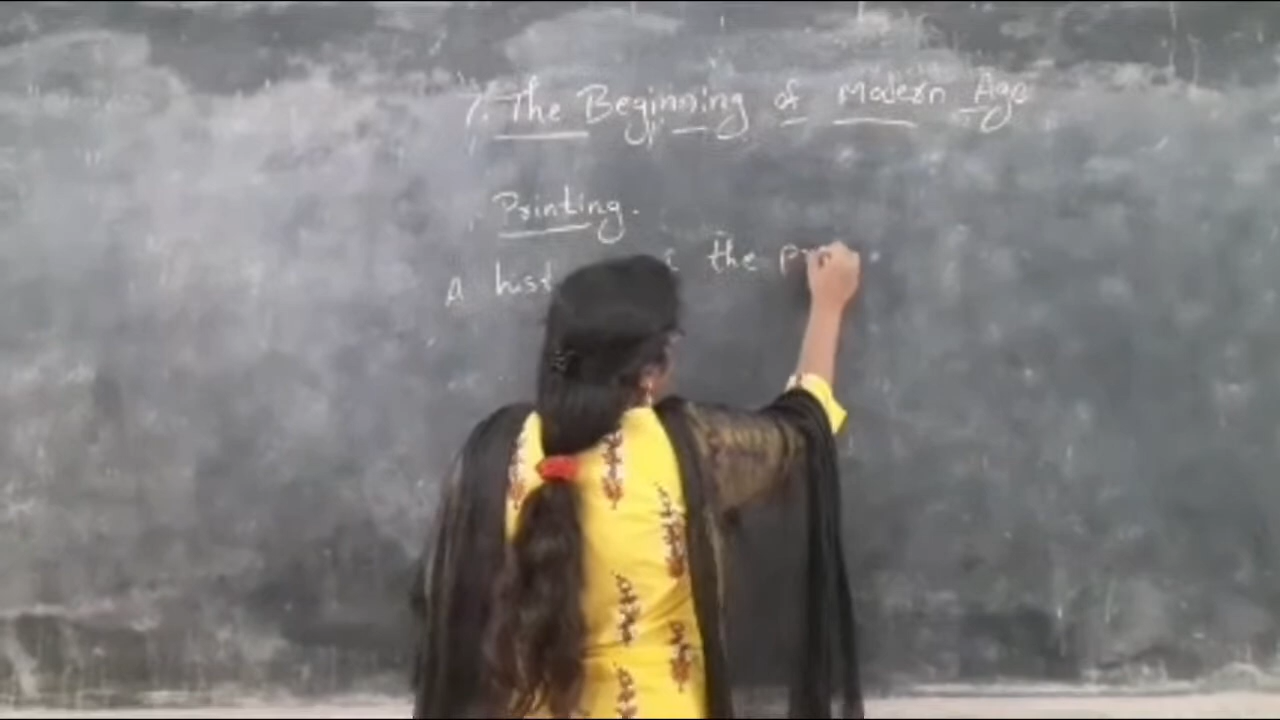 7. The Beginning of Modern Age
Printing.
A the